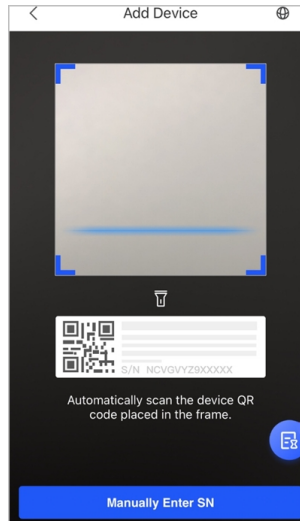 Add Device
S/N NCVGVYZ9XXXXX
Automatically scan the device QR
code placed in the frame.
Manually Enter SN